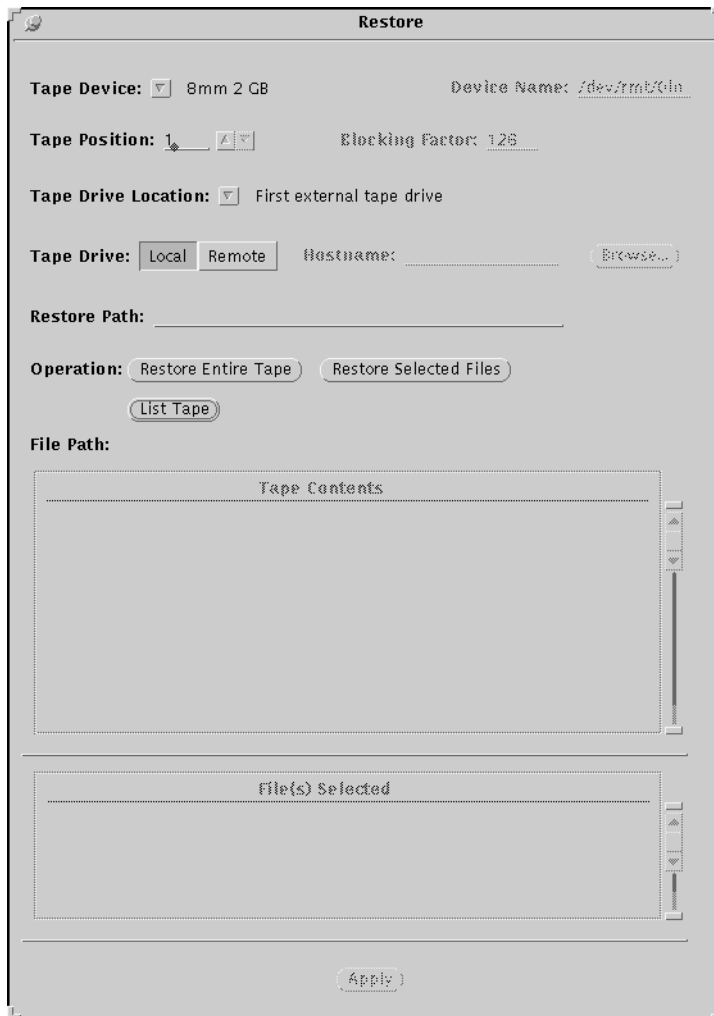 Restore
Tape Device: 8mm 2 GB Device Name: /dev/rmt/0ln
Tape Position: 1 Blocking Factor: 126
Tape Drive Location: First external tape drive
Tape Drive: Local Remote Hostname: Browse...
Restore Path:
Operation: Restore Entire Tape Restore Selected Files
List Tape
File Path:
Tape Contents
File(s) Selected
Apply